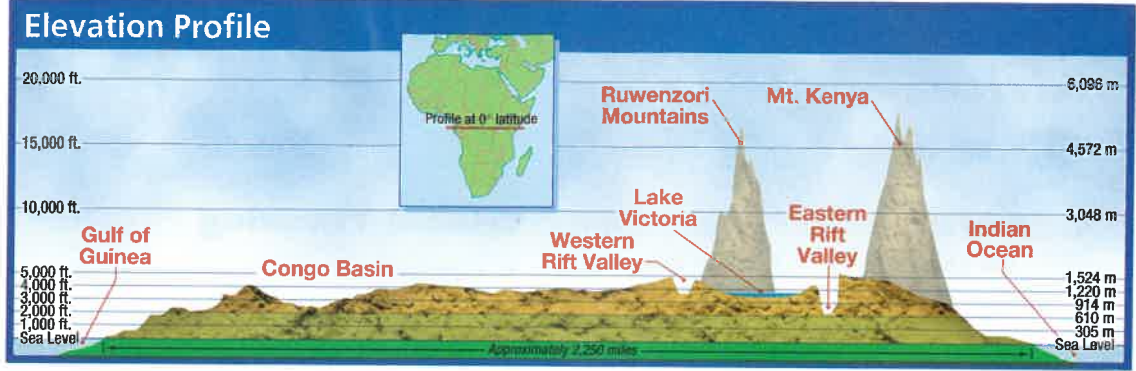 Elevation Profile
20,000 ft.
15,000 ft.
10,000 ft.
5,000 ft.
4,000 ft.
3,000 ft.
2,000 ft.
1,000 ft.
Sea Level
Gulf of
Guinea
Congo Basin
Profile at 0° latitude
Western
Rift Valley
Lake
Victoria
Ruwenzori
Mountains
Eastern
Rift
Valley
Mt. Kenya
Indian
Ocean
6,096 m
4,572 m
3,048 m
1,524 m
1,220 m
914 m
610 m
305 m
Sea Level
Approximately 2,250 miles